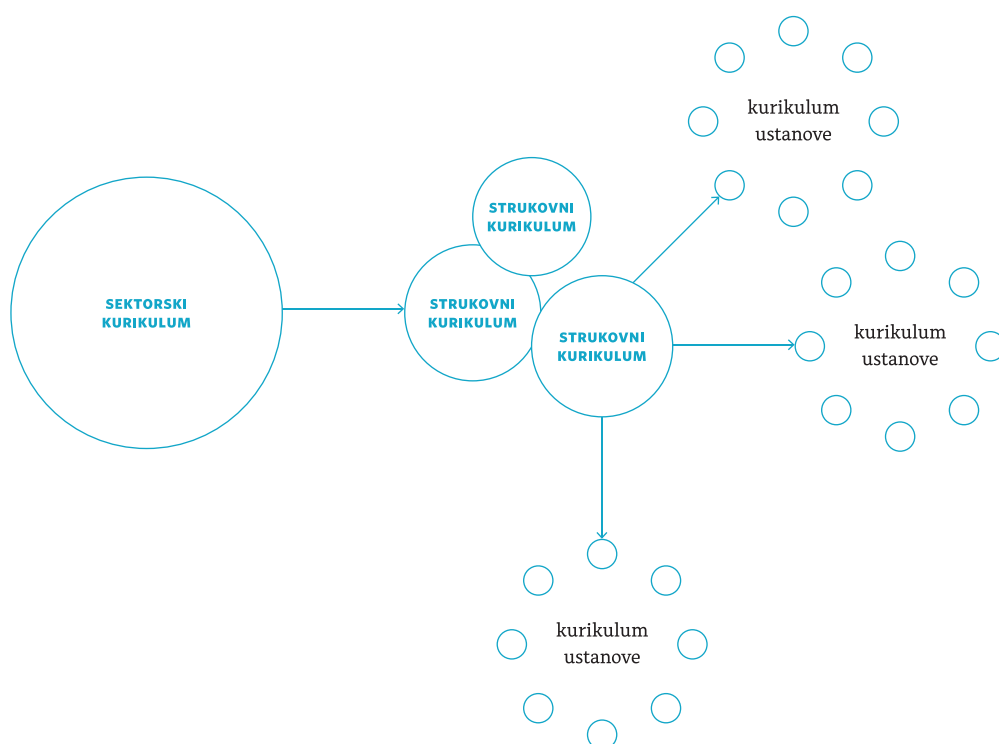 SEKTORSKI
KURIKULUM
STRUKOVNI
KURIKULUM
STRUKOVNI
KURIKULUM
STRUKOVNI
KURIKULUM
kurikulum
ustanove
kurikulum
ustanove
kurikulum
ustanove